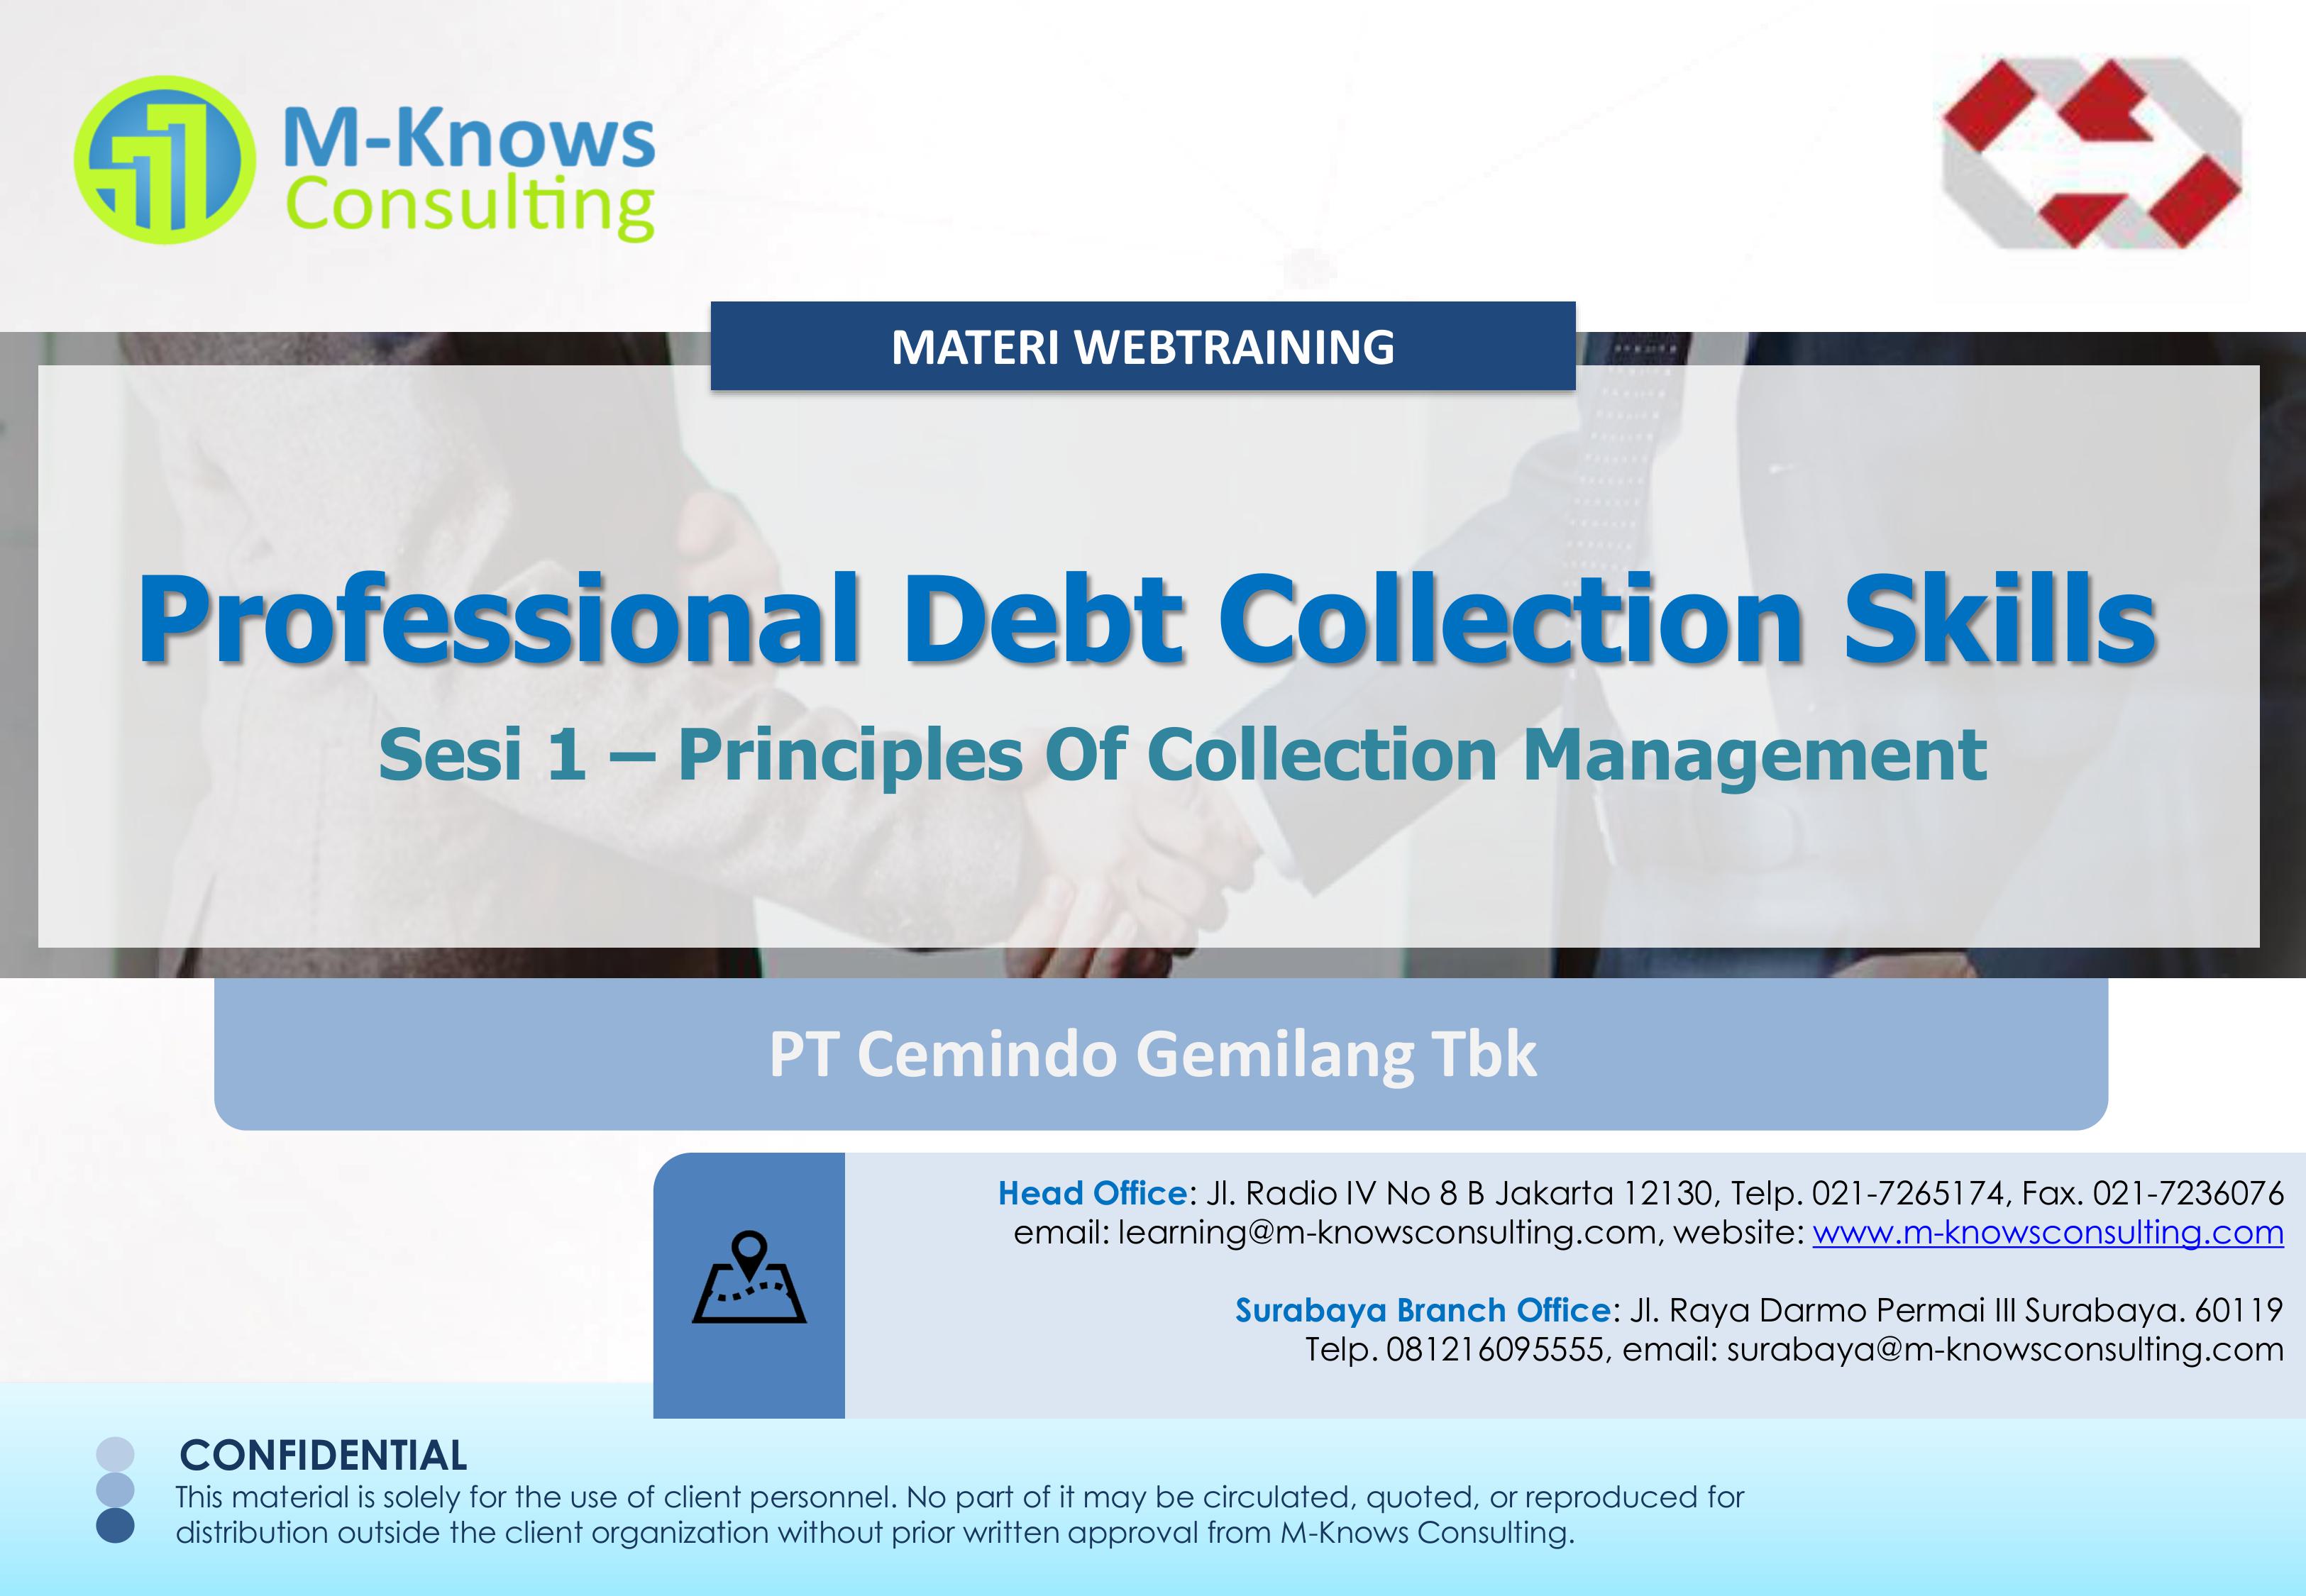 M-Knows
Consulting
MATERI WEBTRAINING
Professional Debt Collection Skills
Sesi 1 – Principles Of Collection Management
PT Cemindo Gemilang Tbk
Head Office: Jl. Radio IV No 8 B Jakarta 12130, Telp. 021-7265174, Fax. 021-7236076
email: learning@m-knowsconsulting.com, website: www.m-knowsconsulting.com
Surabaya Branch Office: Jl. Raya Darmo Permai III Surabaya. 60119
Telp. 081216095555, email: surabaya@m-knowsconsulting.com
CONFIDENTIAL
This material is solely for the use of client personnel. No part of it may be circulated, quoted, or reproduced for
distribution outside the client organization without prior written approval from M-Knows Consulting.